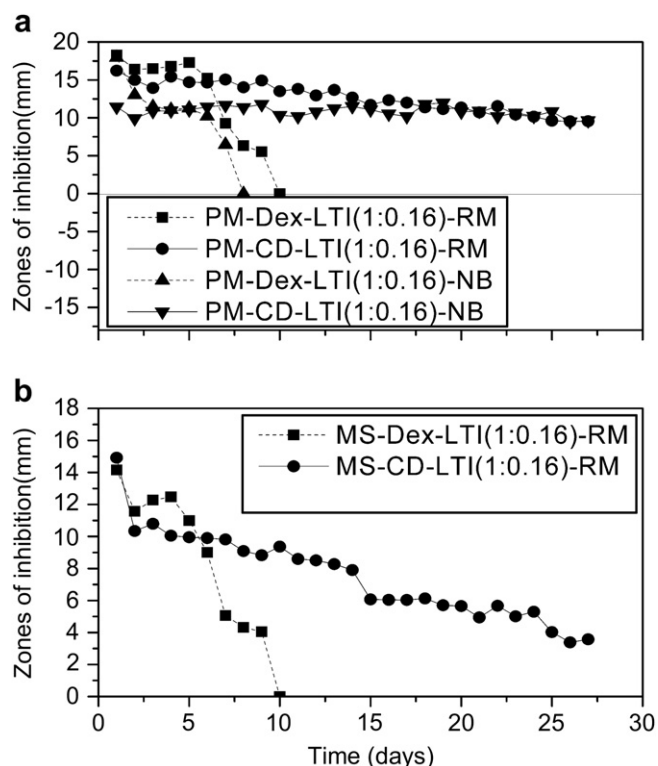 a
20
15
10
5
0
-5
-10
-15
Zones of inhibition(mm)
PM-Dex-LTI(1:0.16)-RM
PM-CD-LTI(1:0.16)-RM
PM-Dex-LTI(1:0.16)-NB
PM-CD-LTI(1:0.16)-NB
b
18
16
14
12
10
8
6
4
2
0
Zones of inhibition(mm)
MS-Dex-LTI(1:0.16)-RM
MS-CD-LTI(1:0.16)-RM
0 5 10 15 20 25 30
Time (days)